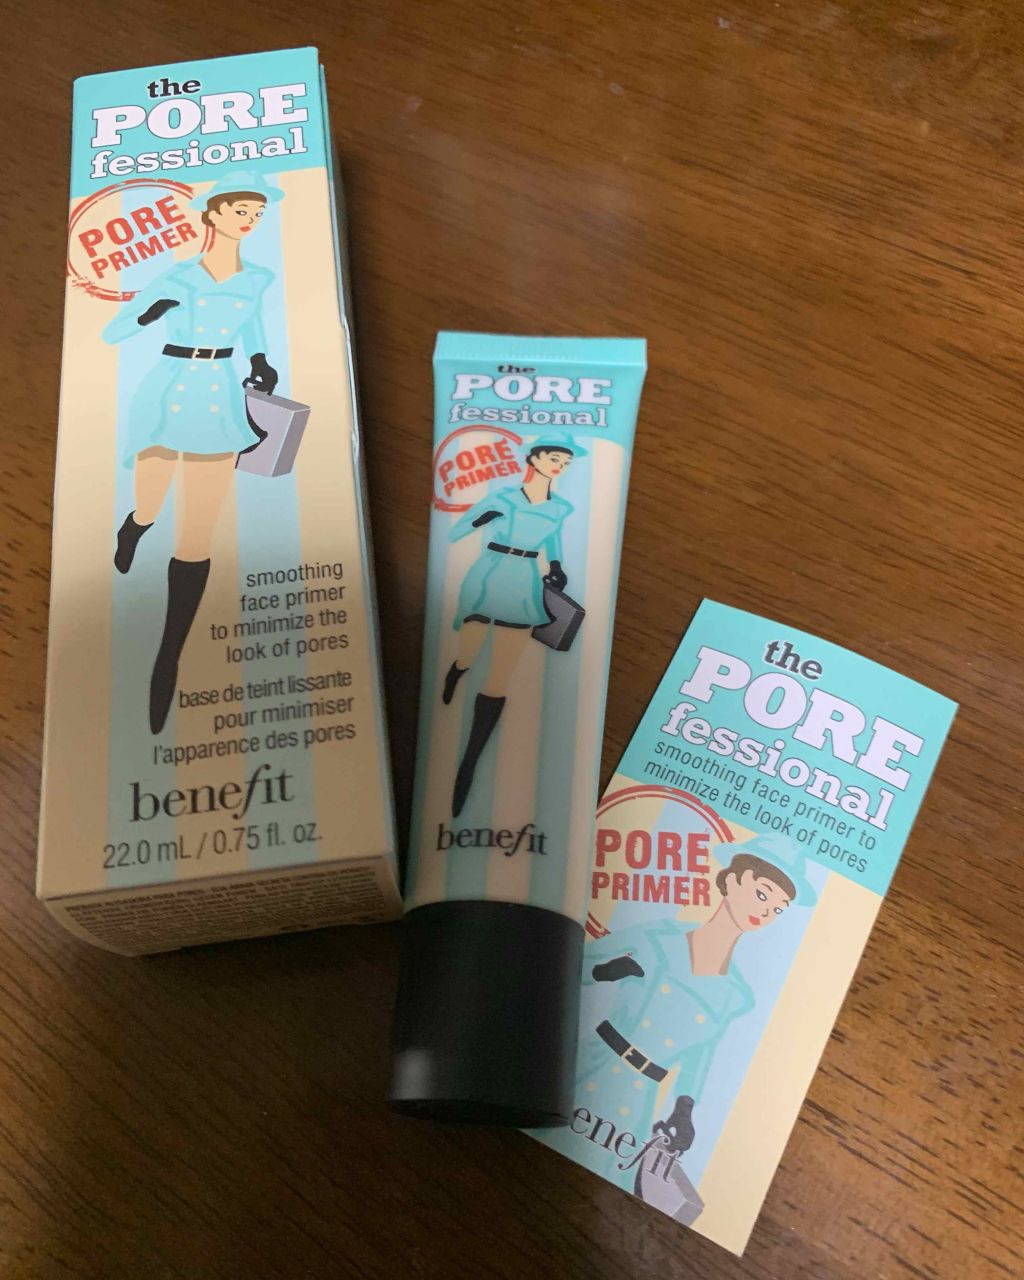 the
PORE
fessional
PORE
PRIMER
smoothing
face primer
to minimize the
look of pores
base de teint lissante
pour minimiser
l'apparence des pores
benefit
22.0 mL / 0.75 fl. oz.
the
PORE
fessional
PORE
PRIMER
benefit
the
PORE
fessional
smoothing face primer to
minimize the look of pores
PORE
PRIMER
enefit